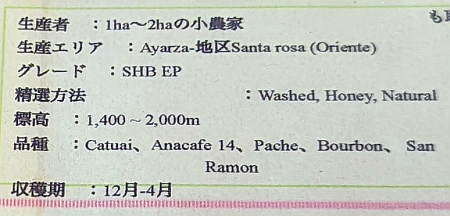 も
生産者 ：1ha～2haの小農家
生産エリア ：Ayarza-地区Santa rosa (Oriente)
グレード ：SHB EP
精選方法 ：Washed, Honey, Natural
標高 ：1,400 ~ 2,000m
品種 ：Catuai、Anacafe 14、Pache、Bourbon、 San
Ramon
収穫期 ：12月-4月